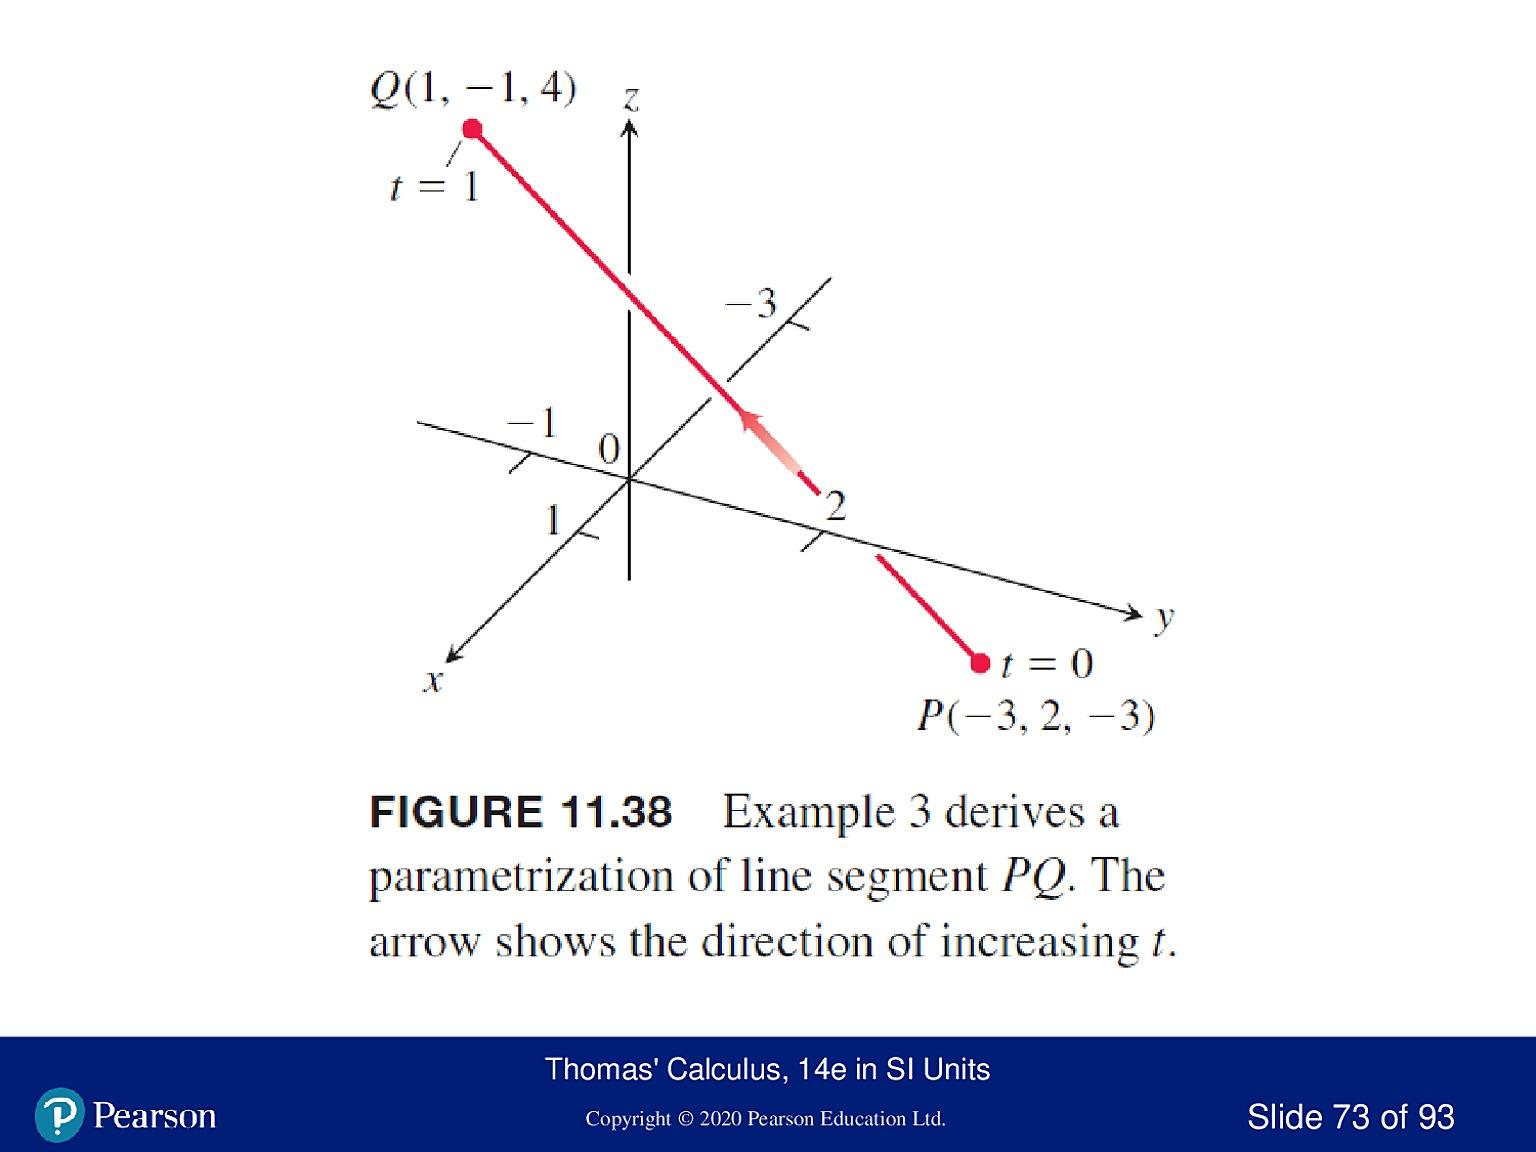 Q(1, −1, 4)
z
t = 1
−3
−1
0
2
1
y
t = 0
x
P(−3, 2, −3)
FIGURE 11.38 Example 3 derives a
parametrization of line segment PQ. The
arrow shows the direction of increasing t.
Thomas' Calculus, 14e in SI Units
Pearson
Copyright © 2020 Pearson Education Ltd.
Slide 73 of 93